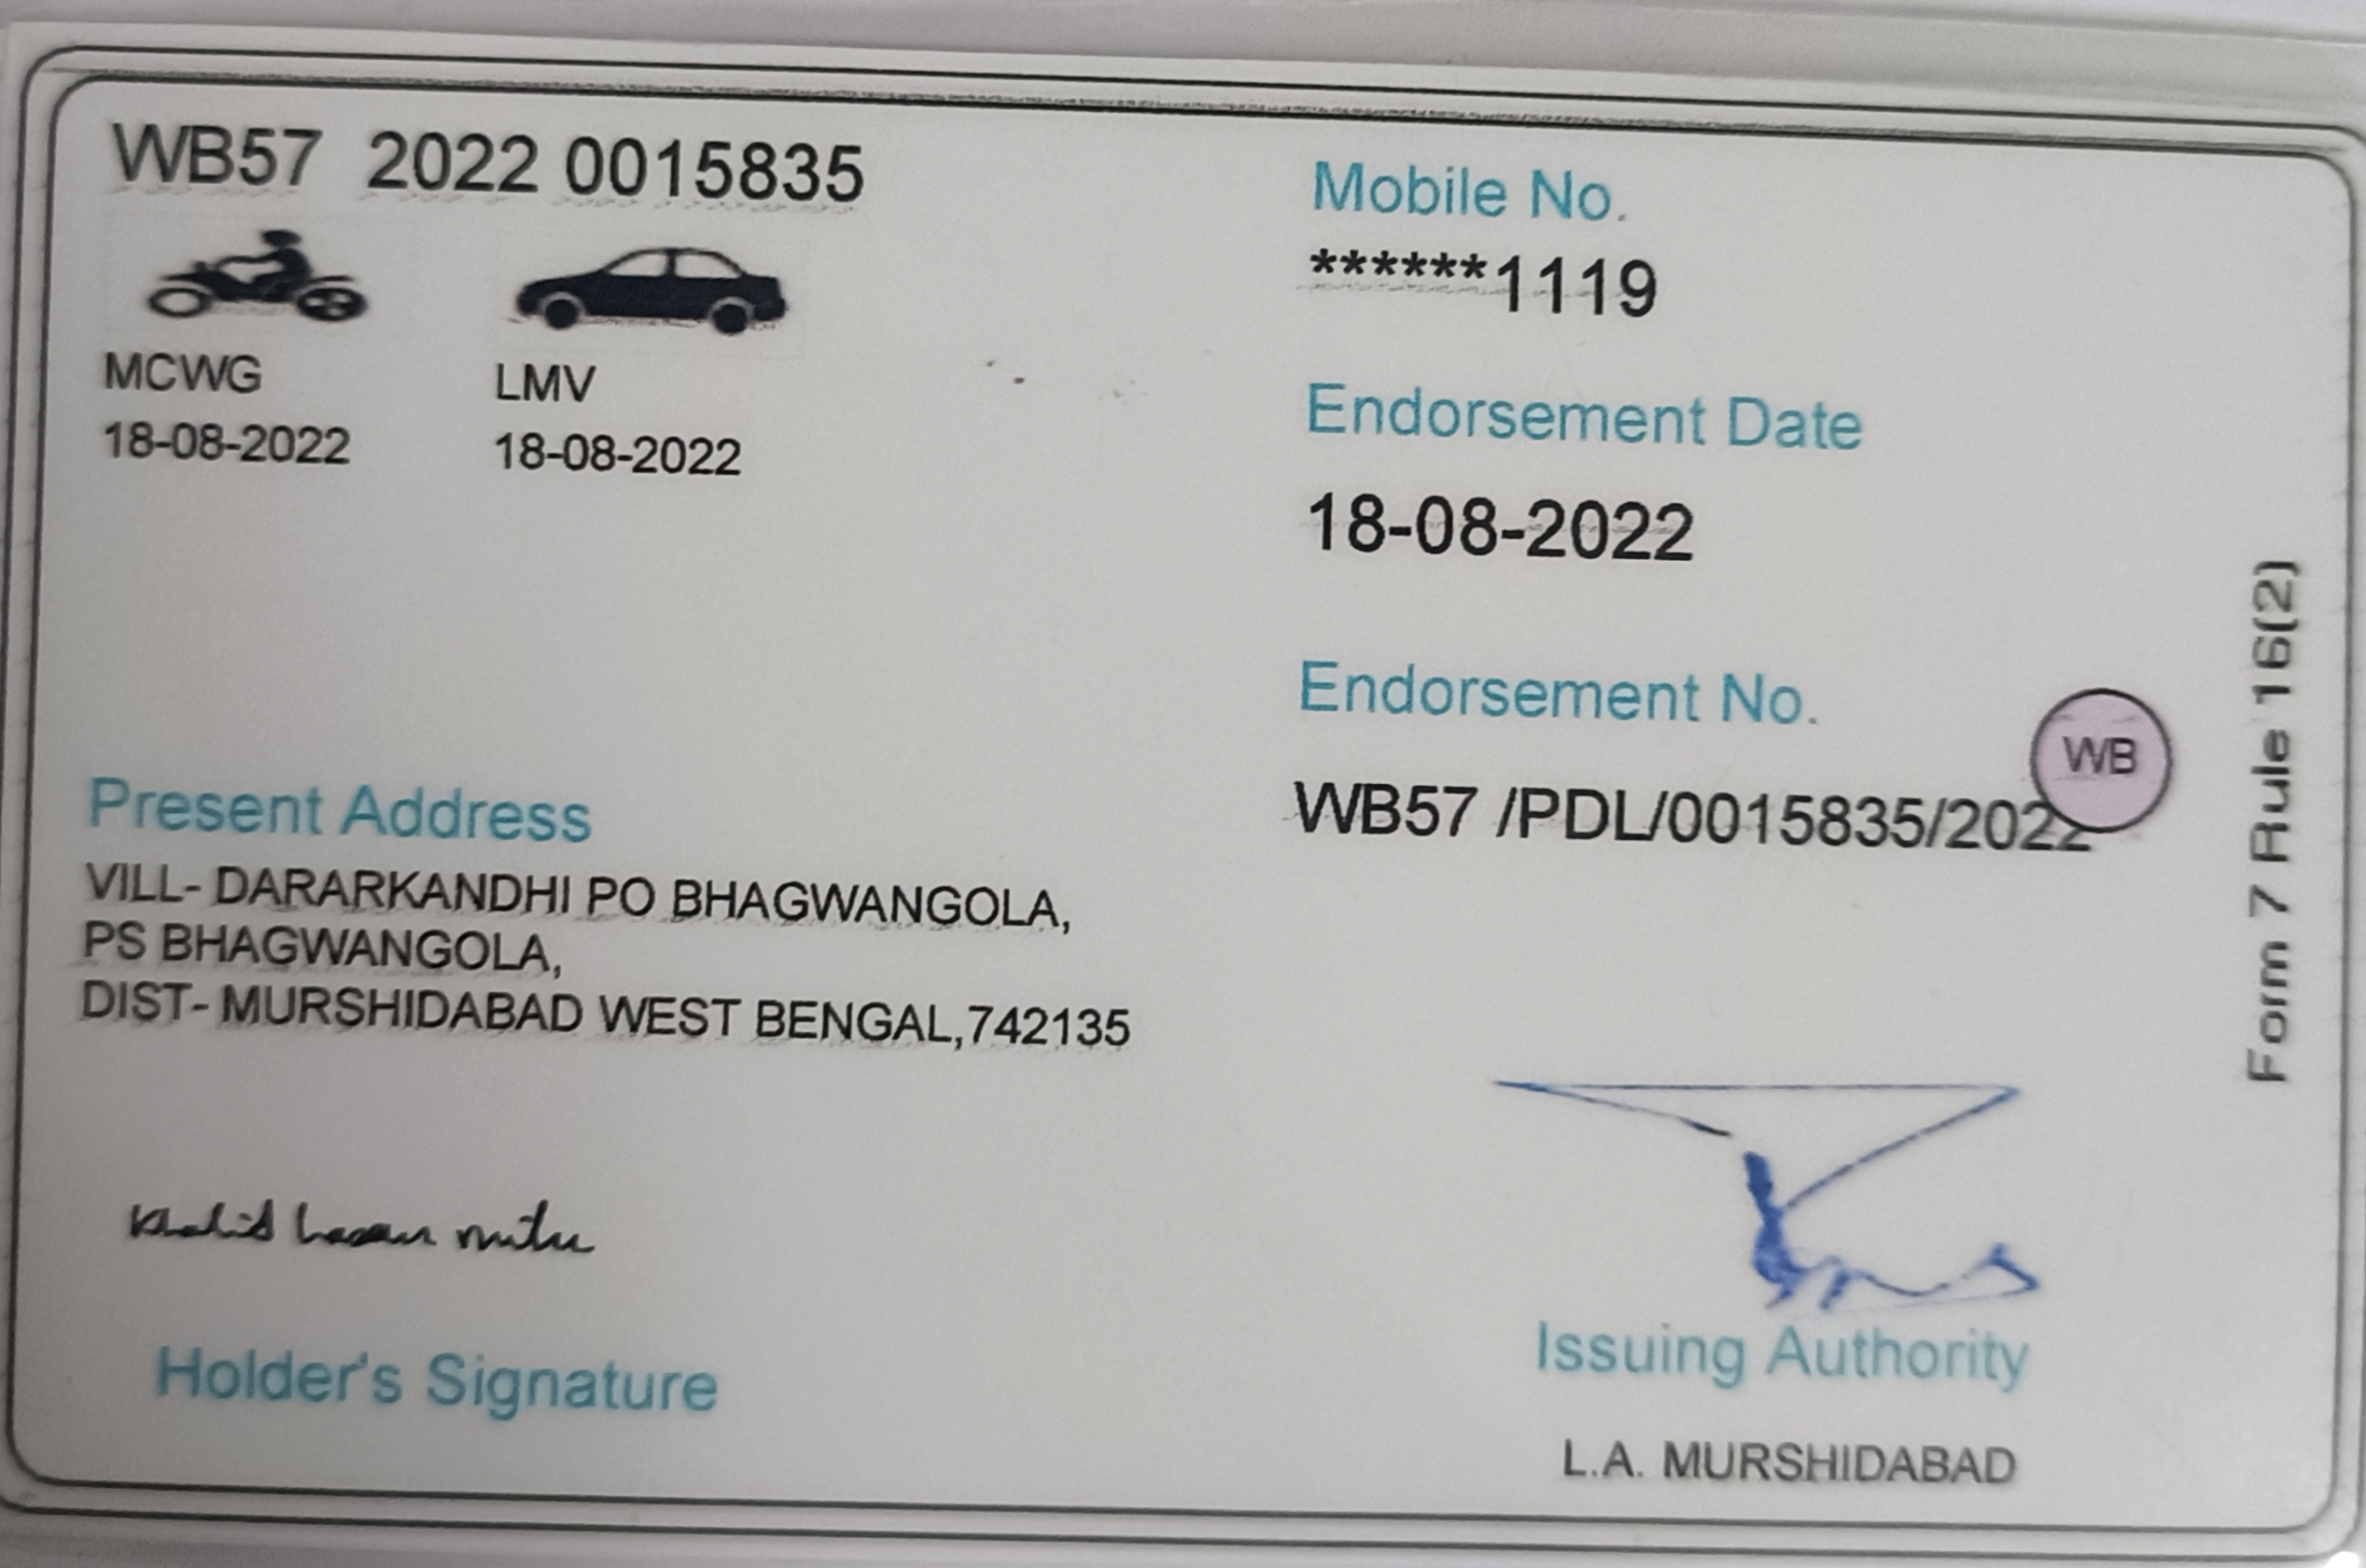 WB57 2022 0015835
MCWG
18-08-2022
LMV
18-08-2022
Mobile No.
******1119
Endorsement Date
18-08-2022
Endorsement No.
WB57 /PDL/0015835/2022
WB
Form 7 Rule 16(2)
Present Address
VILL- DARARKANDHI PO BHAGWANGOLA,
PS BHAGWANGOLA,
DIST- MURSHIDABAD WEST BENGAL,742135
Khalid hasan mitu
Holder's Signature
Issuing Authority
L.A. MURSHIDABAD